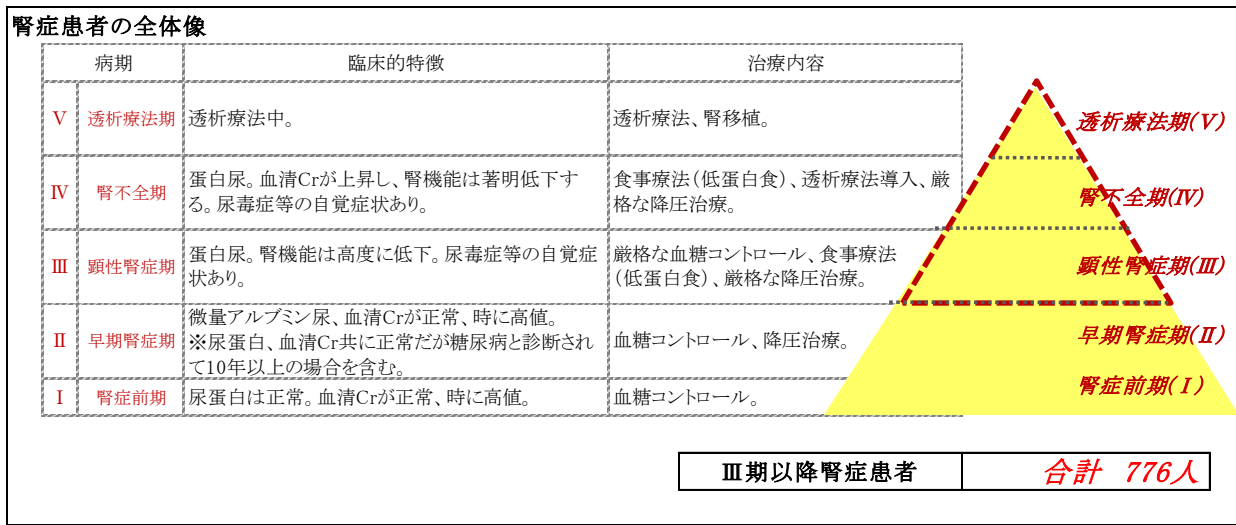 腎症患者の全体像
病期 臨床的特徴 治療内容
Ⅴ 透析療法期 透析療法中。 透析療法、腎移植。
Ⅳ 腎不全期 蛋白尿。血清Crが上昇し、腎機能は著明低下す
る。尿毒症等の自覚症状あり。
食事療法(低蛋白食)、透析療法導入、厳
格な降圧治療。
Ⅲ 顕性腎症期 蛋白尿。腎機能は高度に低下。尿毒症等の自覚症
状あり。
厳格な血糖コントロール、食事療法
(低蛋白食)、厳格な降圧治療。
Ⅱ 早期腎症期 微量アルブミン尿、血清Crが正常、時に高値。
※尿蛋白、血清Cr共に正常だが糖尿病と診断され
て10年以上の場合を含む。
血糖コントロール、降圧治療。
Ⅰ 腎症前期 尿蛋白は正常。血清Crが正常、時に高値。 血糖コントロール。
透析療法期(Ⅴ)
腎不全期(Ⅳ)
顕性腎症期(Ⅲ)
早期腎症期(Ⅱ)
腎症前期(Ⅰ)
Ⅲ期以降腎症患者 合計 776人